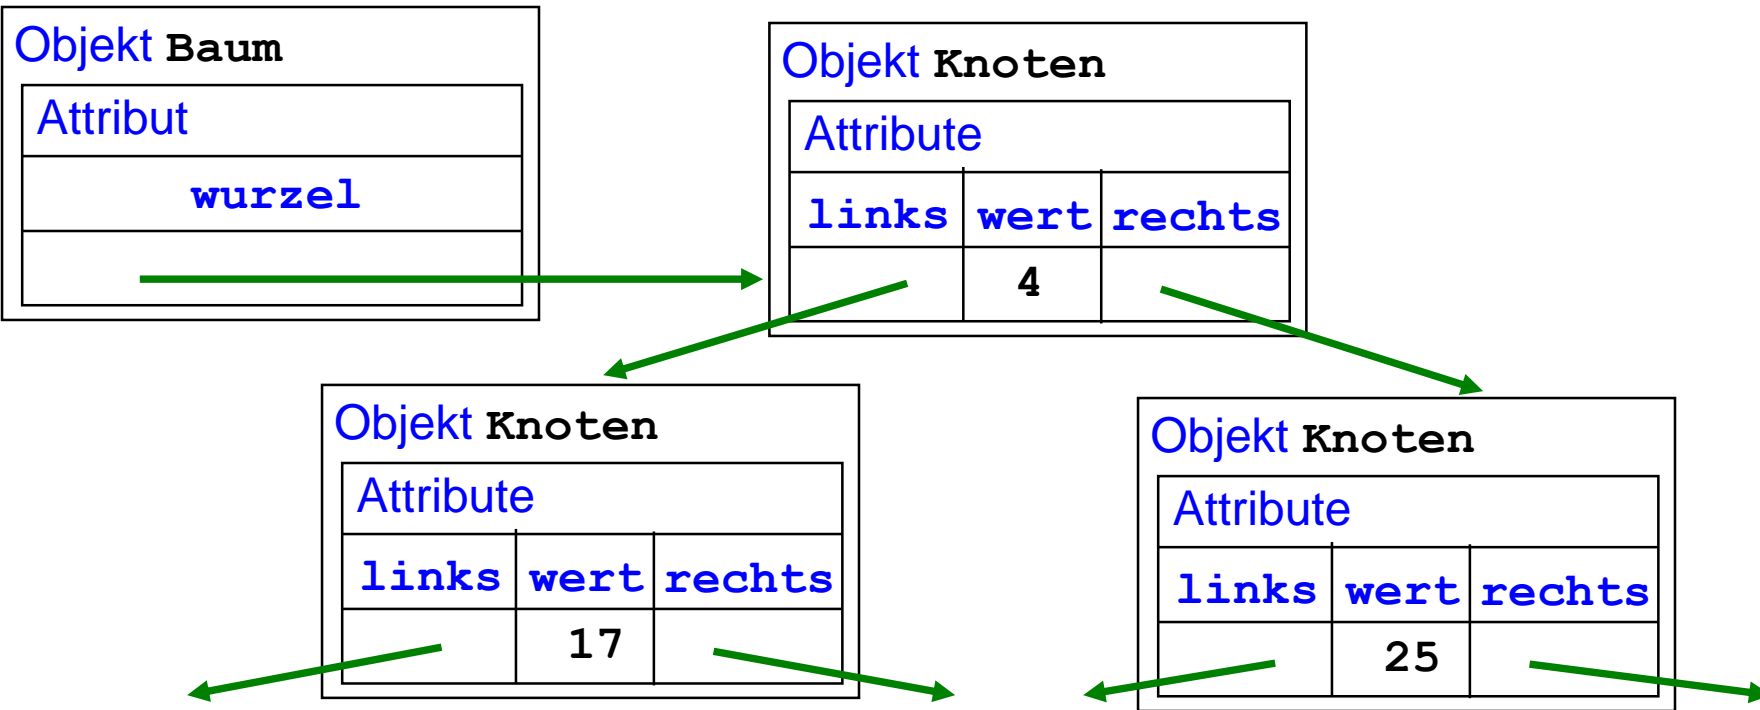 Objekt Baum
Attribut
wurzel
Objekt Knoten
Attribute
links wert rechts
4
Objekt Knoten
Attribute
links wert rechts
17
Objekt Knoten
Attribute
links wert rechts
25